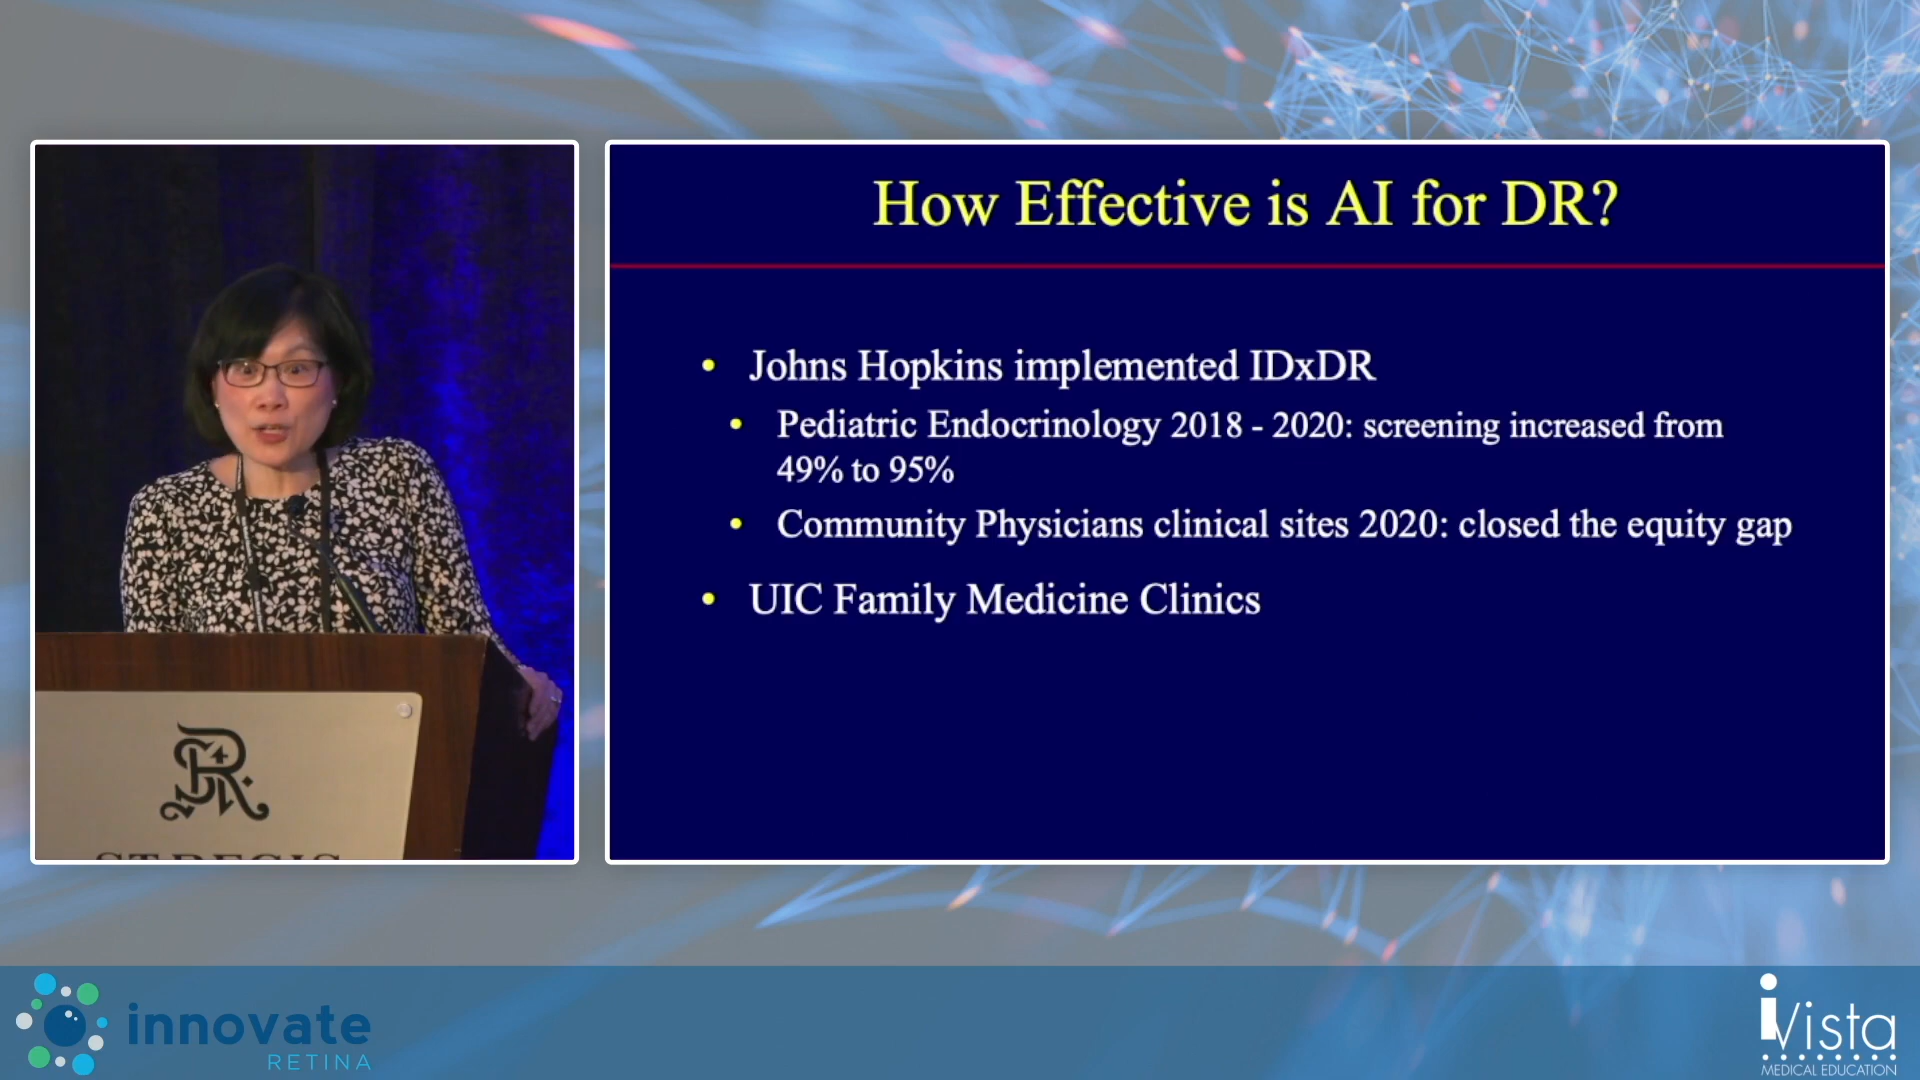 How Effective is AI for DR?
• Johns Hopkins implemented IDxDR
• Pediatric Endocrinology 2018 - 2020: screening increased from
49% to 95%
• Community Physicians clinical sites 2020: closed the equity gap
• UIC Family Medicine Clinics
ST REGIS
innovate
RETINA
iVista
MEDICAL EDUCATION